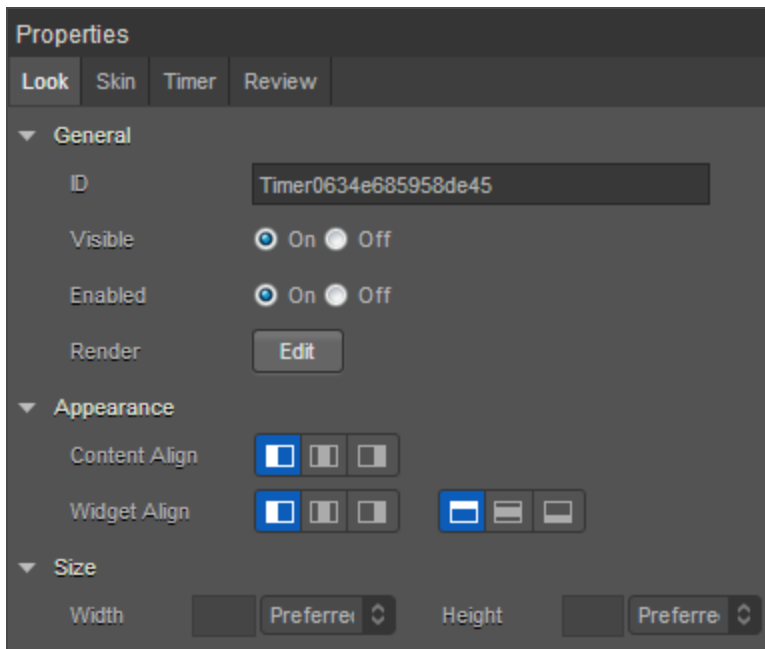 Properties
Look Skin Timer Review
General
ID Timer0634e685958de45
Visible On Off
Enabled On Off
Render Edit
Appearance
Content Align
Widget Align
Size
Width Preferre Height Preferre